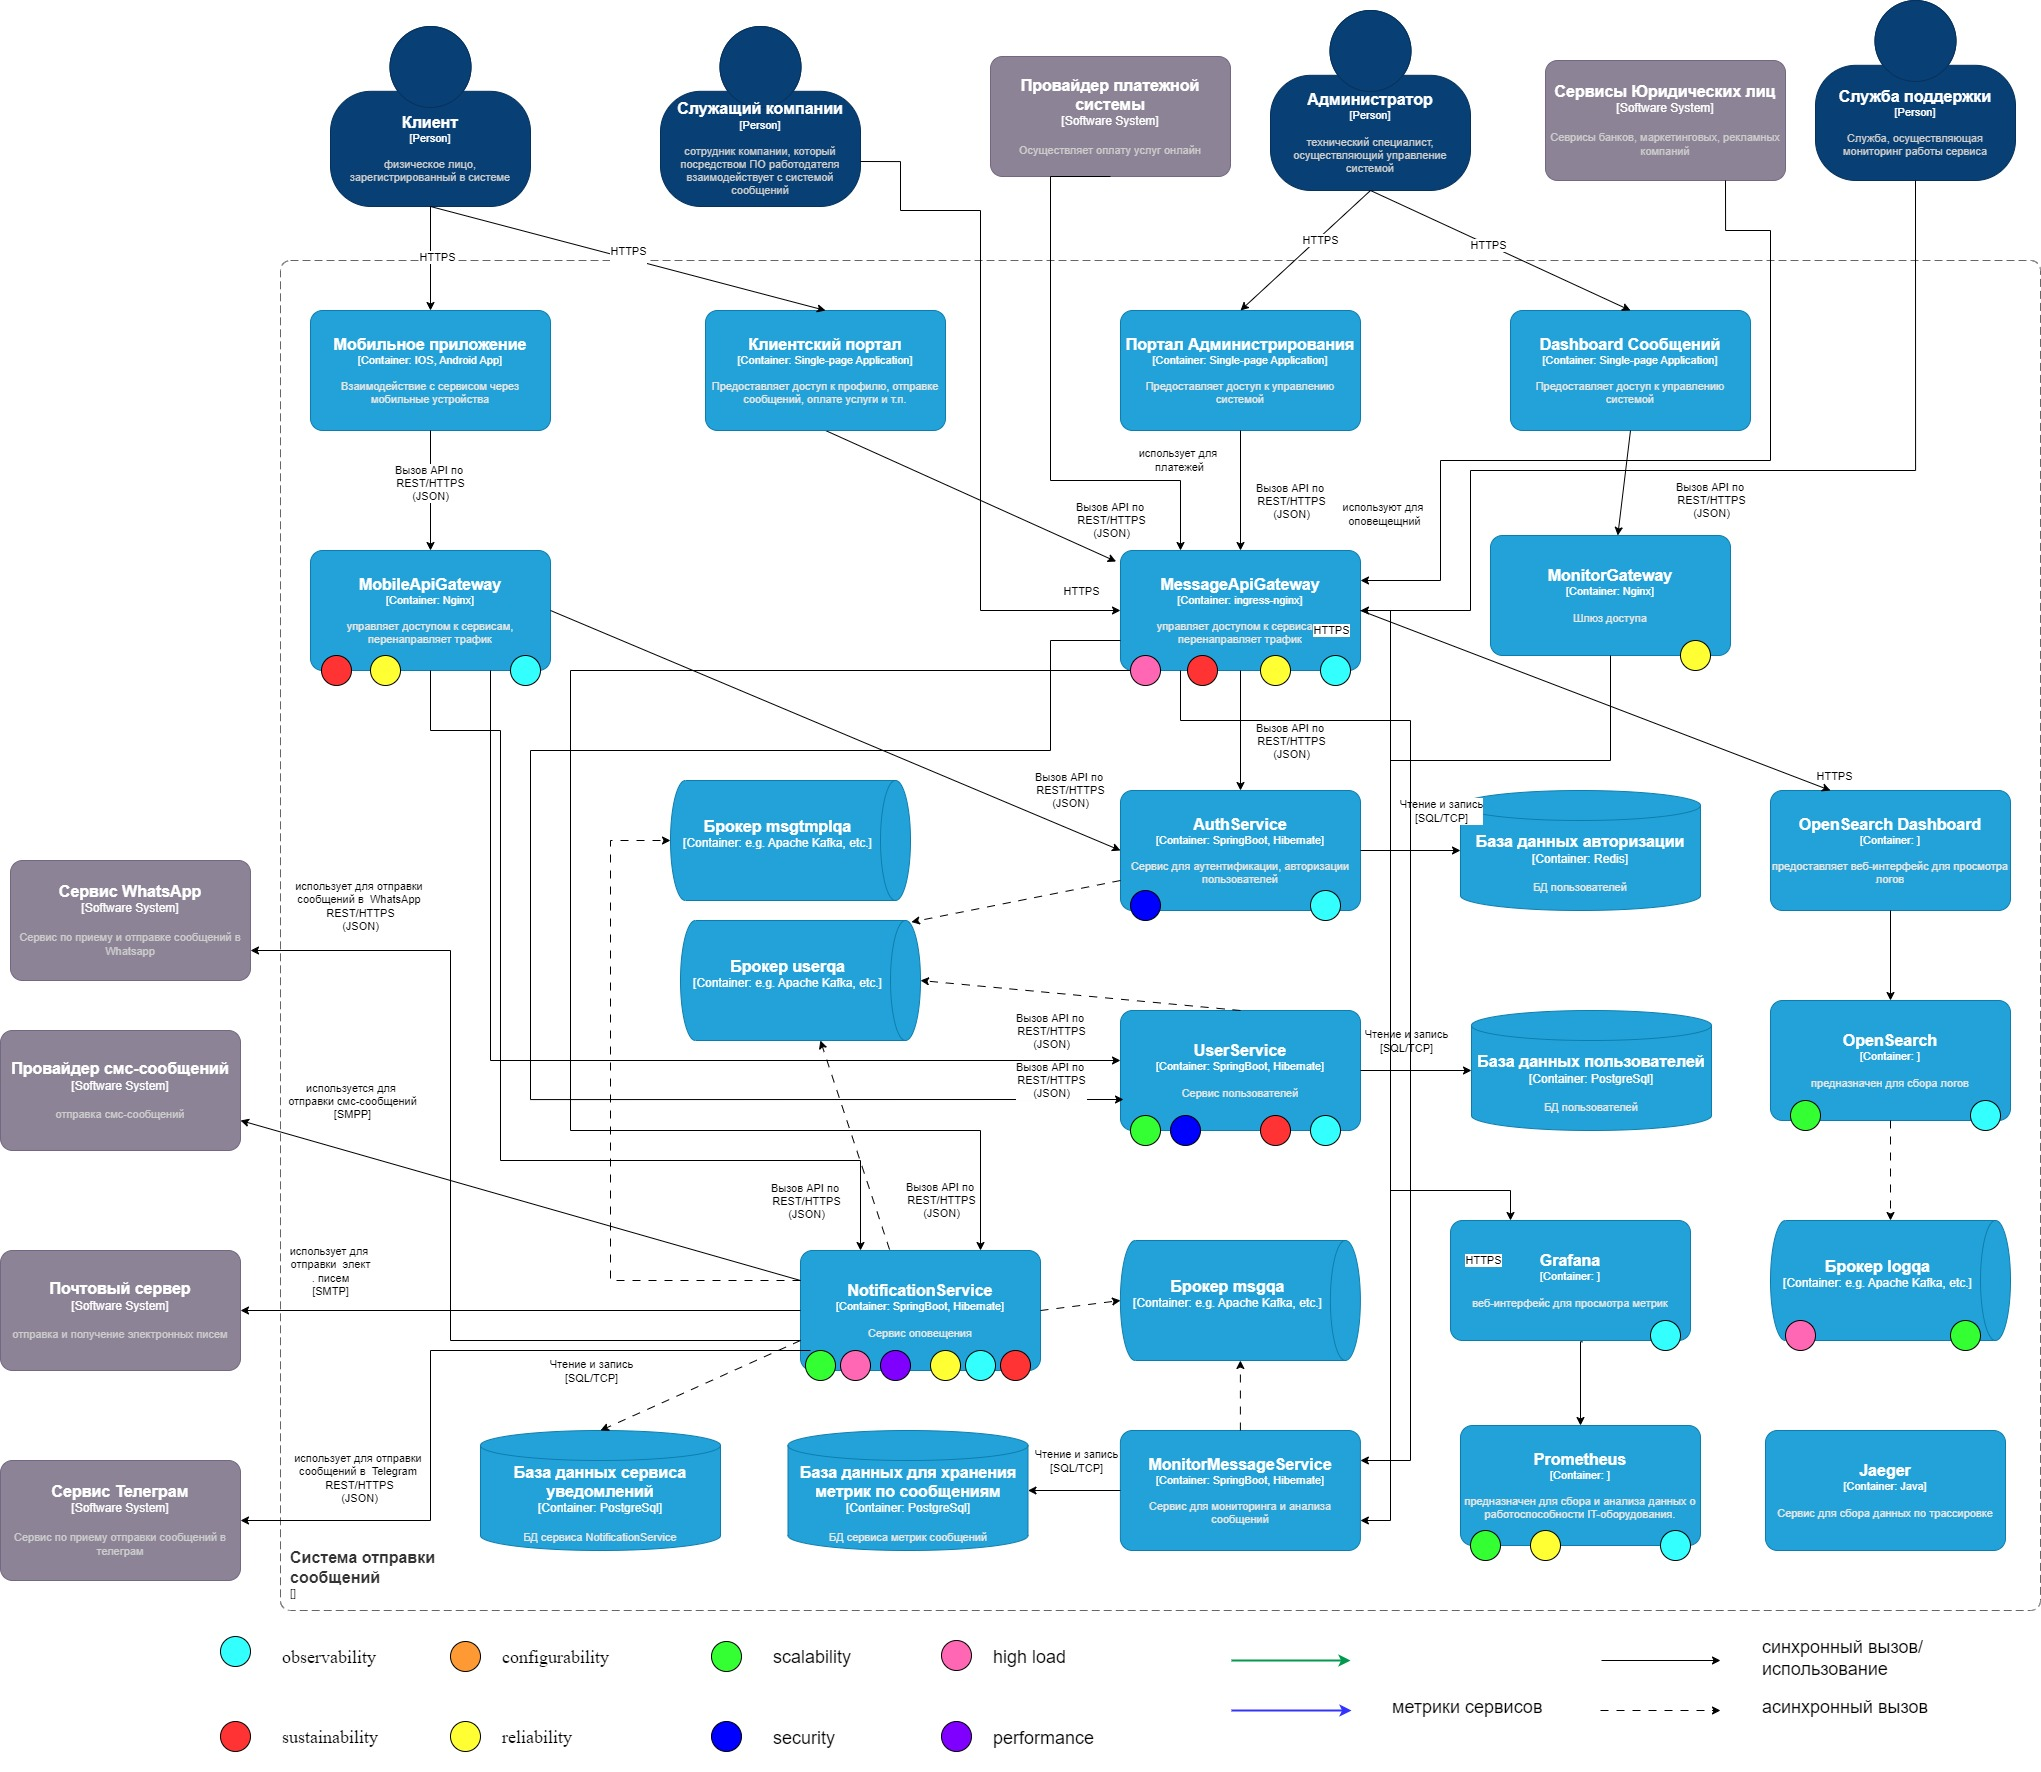 Клиент
[Person]
физическое лицо,
зарегистрированный в системе
Служащий компании
[Person]
сотрудник компании, который
посредством ПО работодателя
взаимодействует с системой
сообщений
Провайдер платежной
системы
[Software System]
Осуществляет оплату услуг онлайн
Администратор
[Person]
технический специалист,
осуществляющий управление
системой
Сервисы Юридических лиц
[Software System]
Севрисы банков, маркетинговых, рекламных
компаний
Служба поддержки
[Person]
Служба, осуществляющая
мониторинг работы сервиса
HTTPS
HTTPS
HTTPS
HTTPS
Мобильное приложение
[Container: IOS, Android App]
Взаимодействие с сервисом через
мобильные устройства
Клиентский портал
[Container: Single-page Application]
Предоставляет доступ к профилю, отправке
сообщений, оплате услуги и т.п.
Портал Администрирования
[Container: Single-page Application]
Предоставляет доступ к управлению
системой
Dashboard Сообщений
[Container: Single-page Application]
Предоставляет доступ к управлению
системой
Вызов API по
REST/HTTPS
(JSON)
использует для
платежей
Вызов API по
REST/HTTPS
(JSON)
Вызов API по
REST/HTTPS
(JSON)
используют для
оповещещний
Вызов API по
REST/HTTPS
(JSON)
MobileApiGateway
[Container: Nginx]
управляет доступом к сервисам,
перенаправляет трафик
HTTPS
MessageApiGateway
[Container: ingress-nginx]
управляет доступом к сервиса
перенаправляет трафик
HTTPS
MonitorGateway
[Container: Nginx]
Шлюз доступа
Вызов API по
REST/HTTPS
(JSON)
Вызов API по
REST/HTTPS
(JSON)
HTTPS
Брокер msgtmplqa
[Container: e.g. Apache Kafka, etc.]
AuthService
[Container: SpringBoot, Hibernate]
Сервис для аутентификации, авторизации
пользователей
Чтение и запись
[SQL/TCP]
База данных авторизации
[Container: Redis]
БД пользователей
OpenSearch Dashboard
[Container: ]
предоставляет веб-интерфейс для просмотра
логов
Сервис WhatsApp
[Software System]
Сервис по приему и отправке сообщений в
Whatsapp
использует для отправки
сообщений в WhatsApp
REST/HTTPS
(JSON)
Брокер userqa
[Container: e.g. Apache Kafka, etc.]
Вызов API по
REST/HTTPS
(JSON)
Вызов API по
REST/HTTPS
(JSON)
UserService
[Container: SpringBoot, Hibernate]
Сервис пользователей
Чтение и запись
[SQL/TCP]
База данных пользователей
[Container: PostgreSql]
БД пользователей
OpenSearch
[Container: ]
предназначен для сбора логов
Провайдер смс-сообщений
[Software System]
отправка смс-сообщений
используется для
отправки смс-сообщений
[SMPP]
Вызов API по
REST/HTTPS
(JSON)
Вызов API по
REST/HTTPS
(JSON)
Почтовый сервер
[Software System]
отправка и получение электронных писем
использует для
отправки элект
. писем
[SMTP]
NotificationService
[Container: SpringBoot, Hibernate]
Сервис оповещения
Брокер msgqa
[Container: e.g. Apache Kafka, etc.]
HTTPS
Grafana
[Container: ]
веб-интерфейс для просмотра метрик
Брокер logqa
[Container: e.g. Apache Kafka, etc.]
Чтение и запись
[SQL/TCP]
Сервис Телеграм
[Software System]
Сервис по приему отправки сообщений в
телеграм
использует для отправки
сообщений в Telegram
REST/HTTPS
(JSON)
База данных сервиса
уведомлений
[Container: PostgreSql]
БД сервиса NotificationService
База данных для хранения
метрик по сообщениям
[Container: PostgreSql]
БД сервиса метрик сообщений
Чтение и запись
[SQL/TCP]
MonitorMessageService
[Container: SpringBoot, Hibernate]
Сервис для мониторинга и анализа
сообщений
Prometheus
[Container: ]
предназначен для сбора и анализа данных о
работоспособности IT-оборудования.
Jaeger
[Container: Java]
Сервис для сбора данных по трассировке
Система отправки
сообщений
[]
observability
configurability
scalability
high load
синхронный вызов/
использование
sustainability
reliability
security
performance
метрики сервисов
асинхронный вызов